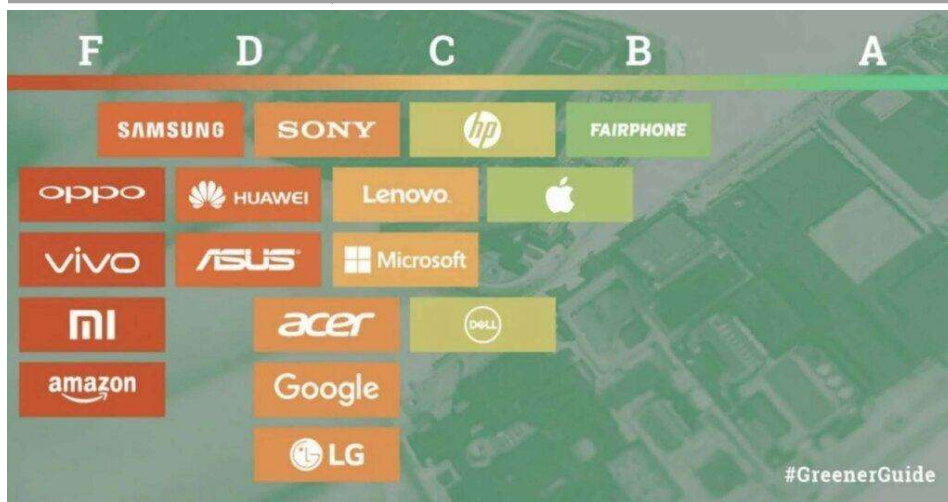 F D C B A
SAMSUNG SONY hp FAIRPHONE
oppo HUAWEI Lenovo.
vivo ASUS Microsoft
mi acer DELL
amazon Google
LG
#GreenerGuide